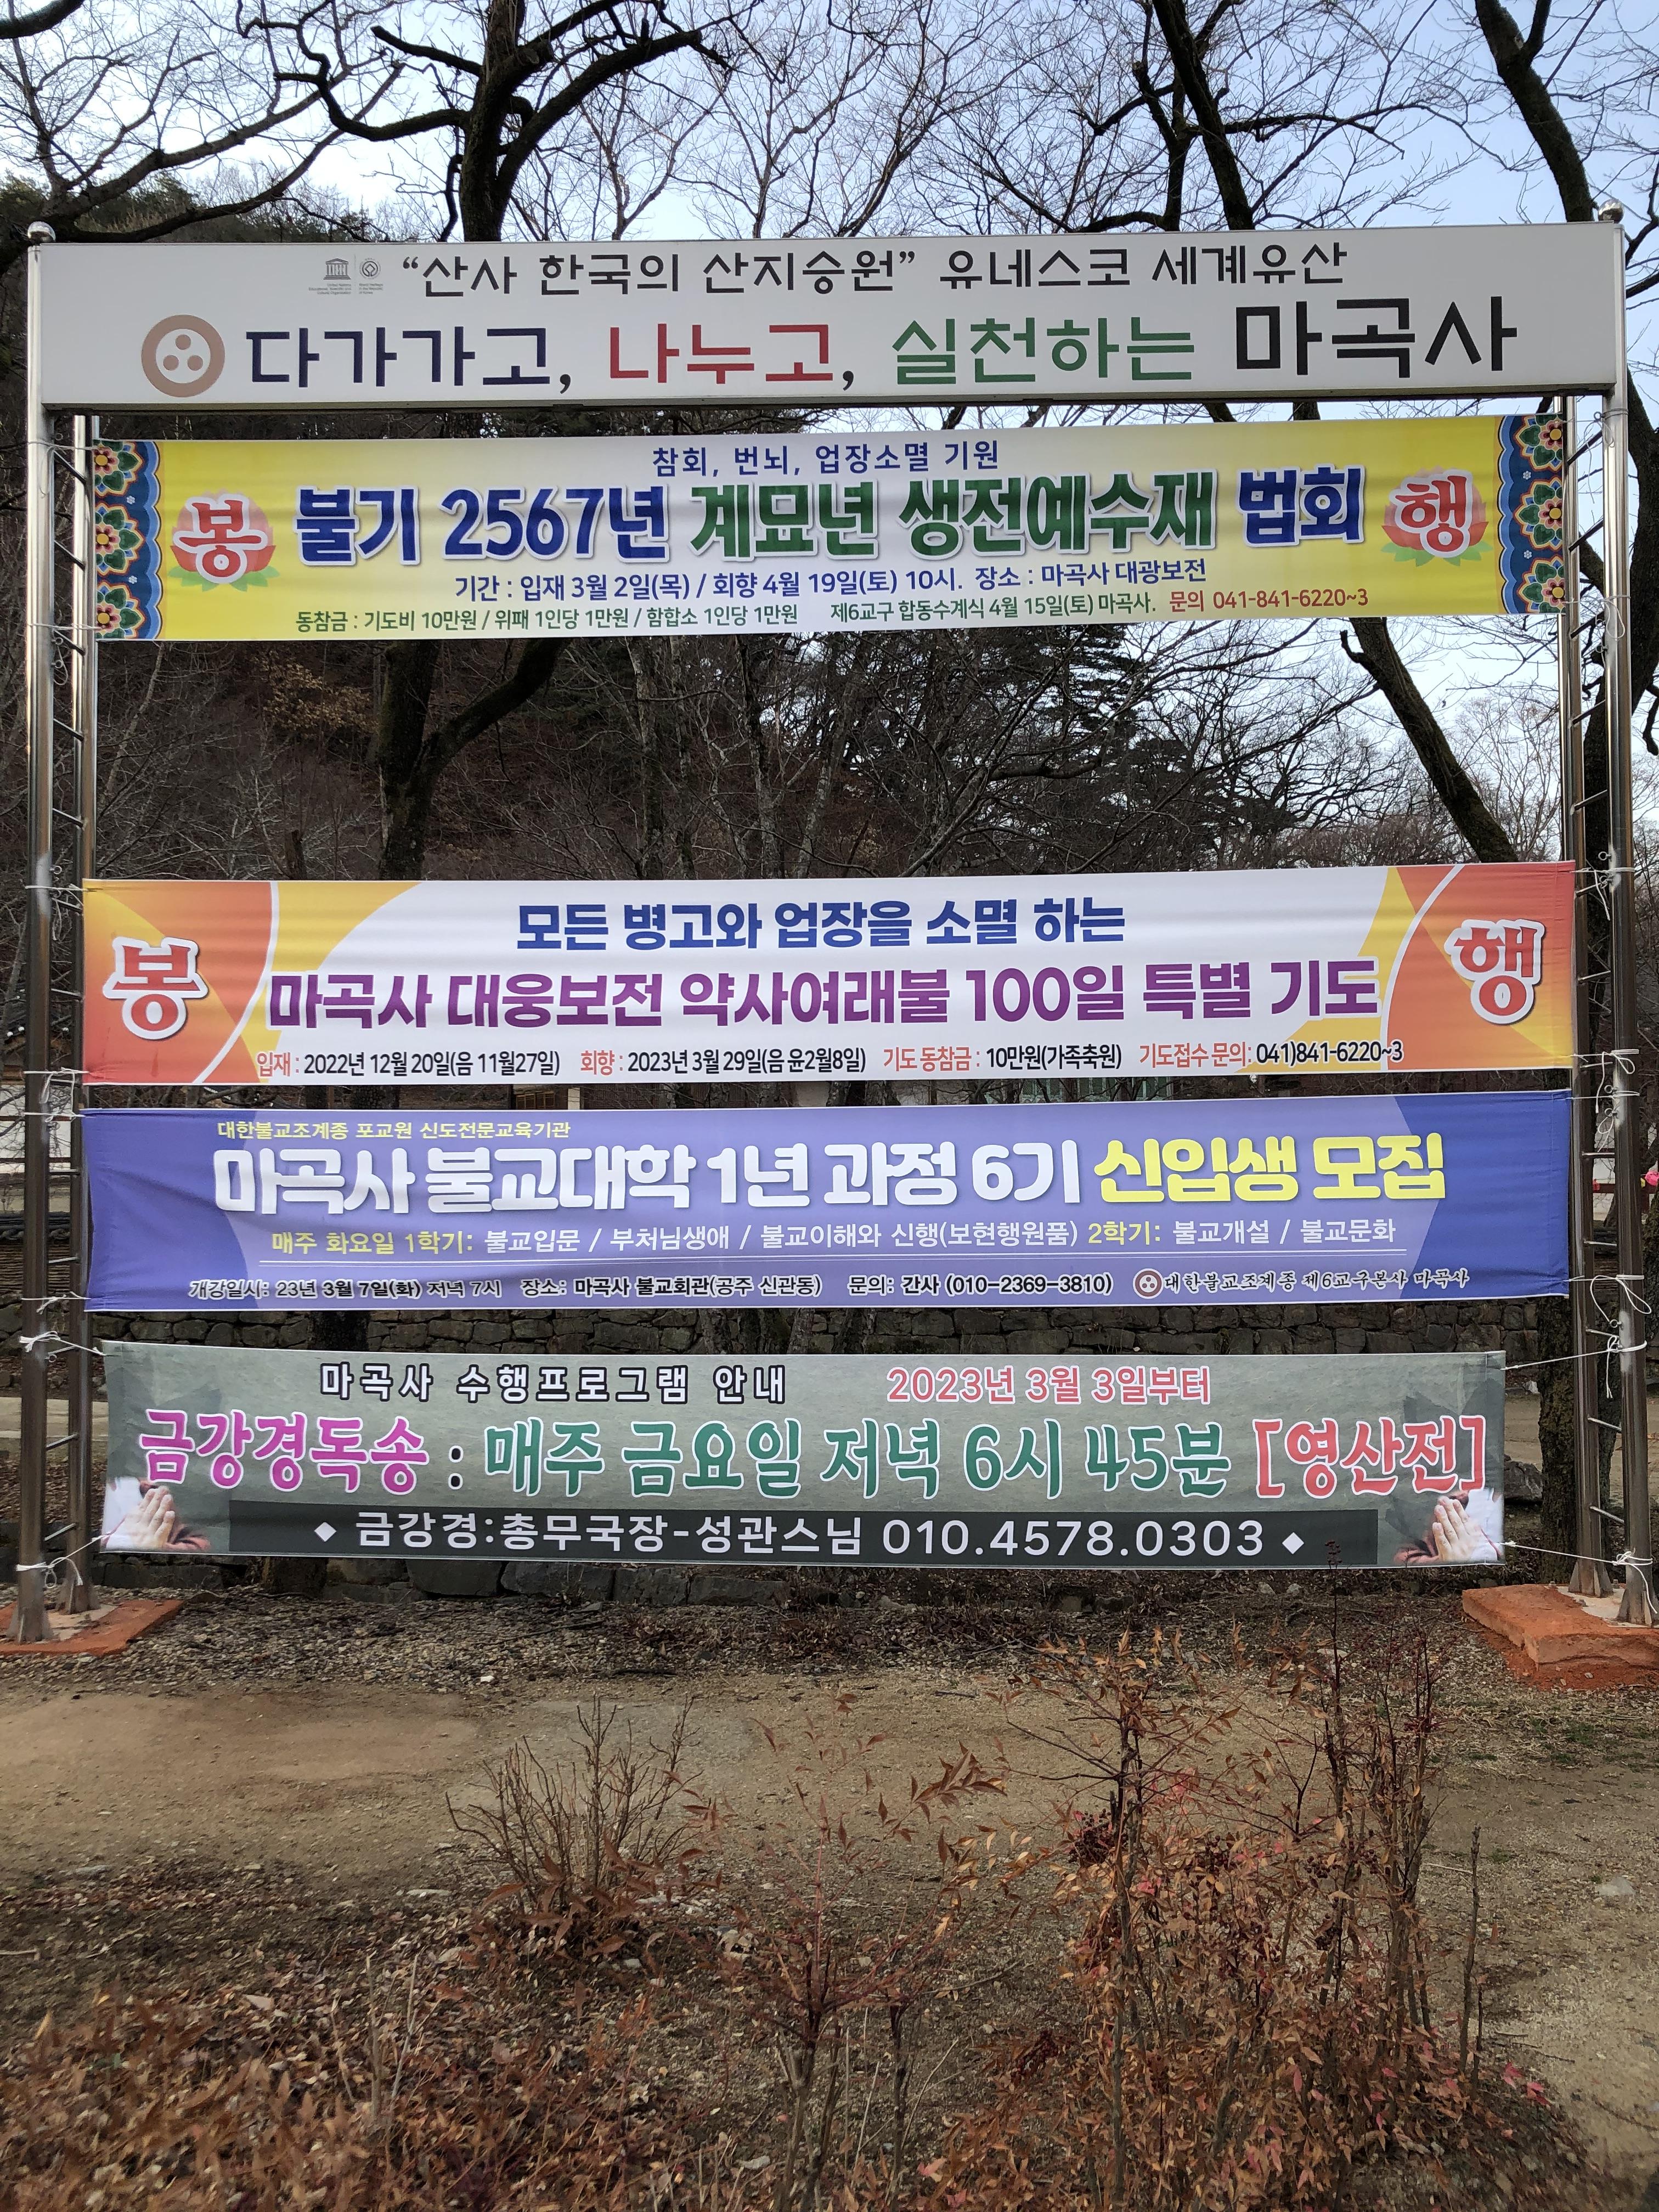 “산사 한국의 산지승원” 유네스코 세계유산
다가가고, 나누고, 실천하는 마곡사
참회, 번뇌, 업장소멸 기원
봉 불기 2567년 계묘년 생전예수재 법회 행
기간 : 입재 3월 2일(목) / 회향 4월 19일(토) 10시. 장소 : 마곡사 대광보전
동참금 : 기도비 10만원 / 위패 1인당 1만원 / 함합소 1인당 1만원 제6교구 합동수계식 4월 15일(토) 마곡사. 문의 041-841-6220~3
모든 병고와 업장을 소멸 하는
봉 마곡사 대웅보전 약사여래불 100일 특별 기도 행
입재 : 2022년 12월 20일(음 11월27일) 회향 : 2023년 3월 29일(음 윤2월8일) 기도 동참금 : 10만원(가족축원) 기도접수 문의: 041)841-6220~3
대한불교조계종 포교원 신도전문교육기관
마곡사 불교대학 1년 과정 6기 신입생 모집
매주 화요일 1학기: 불교입문 / 부처님생애 / 불교이해와 신행(보현행원품) 2학기: 불교개설 / 불교문화
개강일시: 23년 3월 7일(화) 저녁 7시 장소: 마곡사 불교회관(공주 신관동) 문의: 간사 (010-2369-3810) 대한불교조계종 제6교구본사 마곡사
마곡사 수행프로그램 안내 2023년 3월 3일부터
금강경독송 : 매주 금요일 저녁 6시 45분 [영산전]
◆ 금강경:총무국장-성관스님 010.4578.0303 ◆